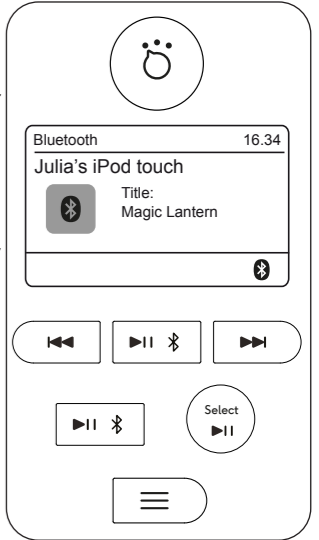 Bluetooth 16.34
Julia’s iPod touch
Title:
Magic Lantern
Select